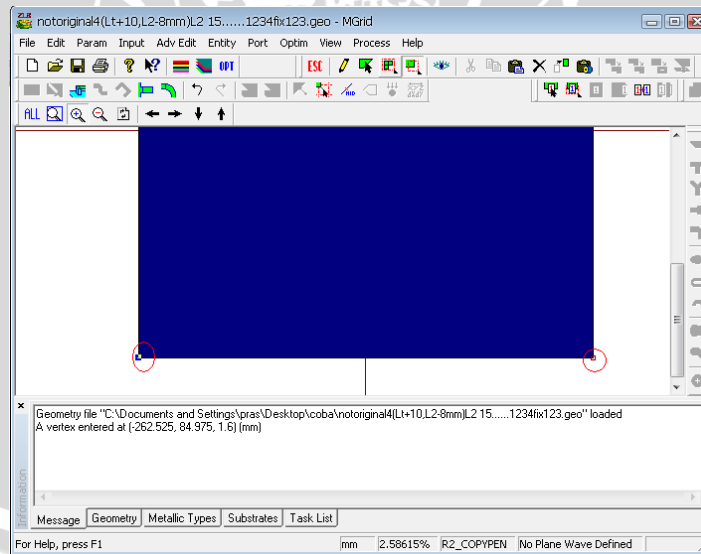 notoriginal4(Lt+10,L2-8mm)L2 15......1234fix123.geo - MGrid
File Edit Param Input Adv Edit Entity Port Optim View Process Help
OPT ESC
MID
ALL
Geometry file "C:\Documents and Settings\pras\Desktop\coba\notoriginal4(Lt+10,L2-8mm)L2 15......1234fix123.geo" loaded
A vertex entered at (-262.525, 84.975, 1.6) (mm)
Information
Message Geometry Metallic Types Substrates Task List
For Help, press F1 mm 2.58615% R2_COPYPEN No Plane Wave Defined